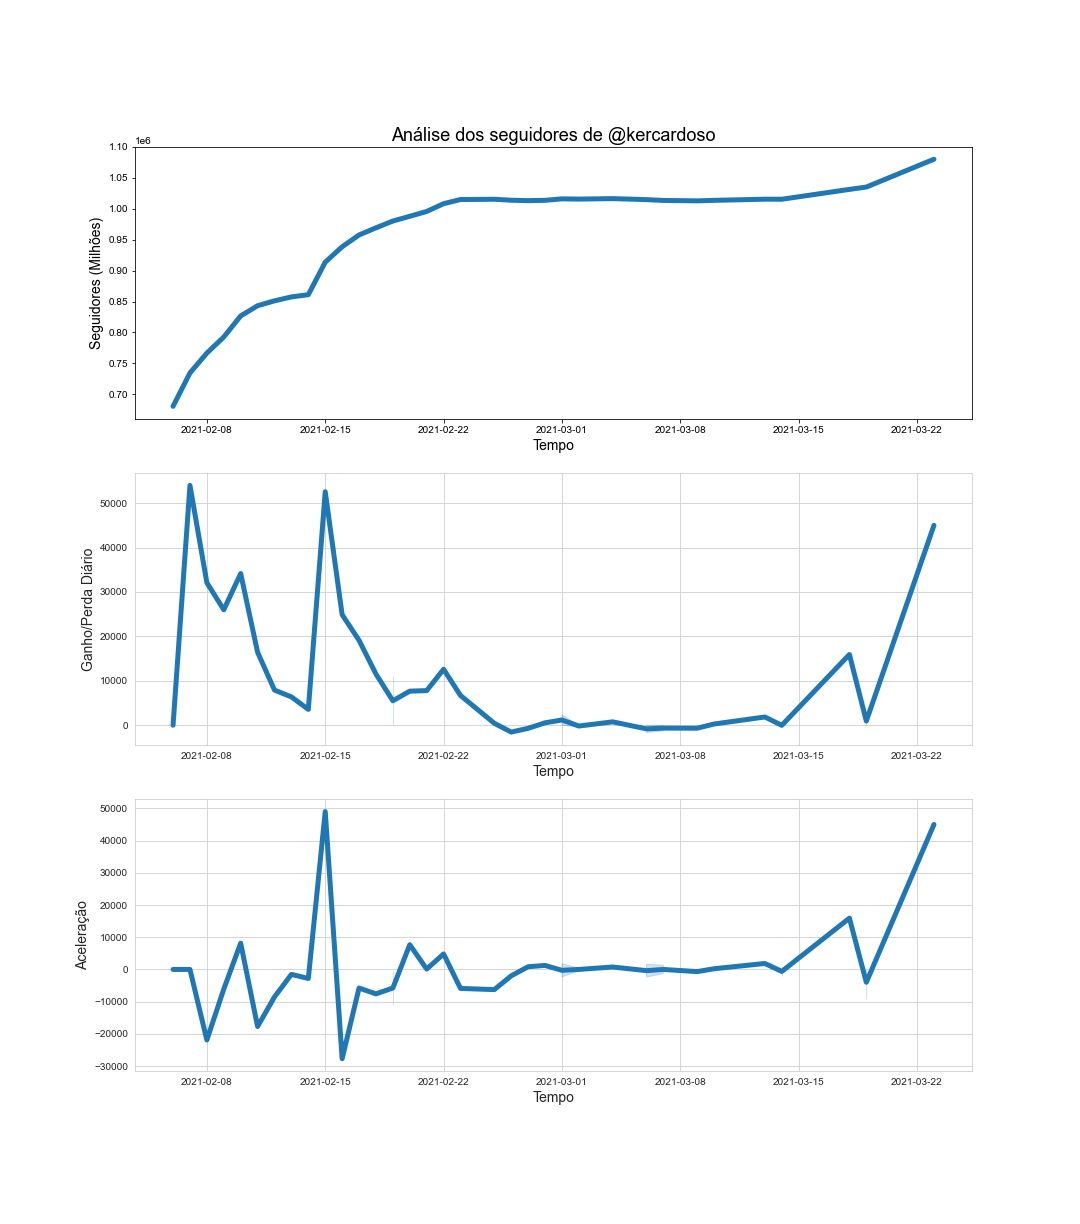 Análise dos seguidores de @kercardoso
1e6
1.10
1.05
1.00
0.95
0.90
0.85
0.80
0.75
0.70
Seguidores (Milhões)
2021-02-08 2021-02-15 2021-02-22 2021-03-01 2021-03-08 2021-03-15 2021-03-22
Tempo
50000
40000
30000
20000
10000
0
Ganho/Perda Diário
2021-02-08 2021-02-15 2021-02-22 2021-03-01 2021-03-08 2021-03-15 2021-03-22
Tempo
50000
40000
30000
20000
10000
0
−10000
−20000
−30000
Aceleração
2021-02-08 2021-02-15 2021-02-22 2021-03-01 2021-03-08 2021-03-15 2021-03-22
Tempo